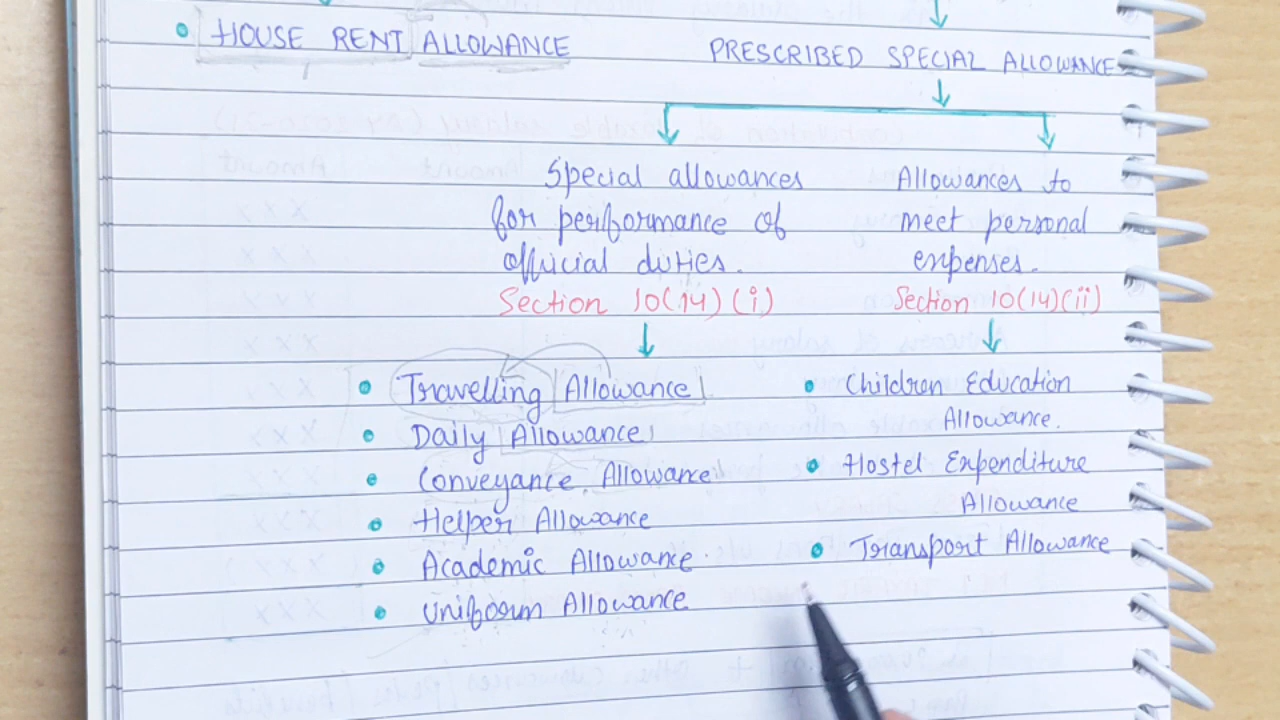 HOUSE RENT ALLOWANCE
PRESCRIBED SPECIAL ALLOWANCE
Special allowances
for performance of
official duties.
Section 10(14)(i)
Allowances to
meet personal
expenses.
Section 10(14)(ii)
Travelling Allowance
Daily Allowance
Conveyance Allowance
Helper Allowance
Academic Allowance.
Uniform Allowance
Children Education
Allowance.
Hostel Expenditure
Allowance
Transport Allowance